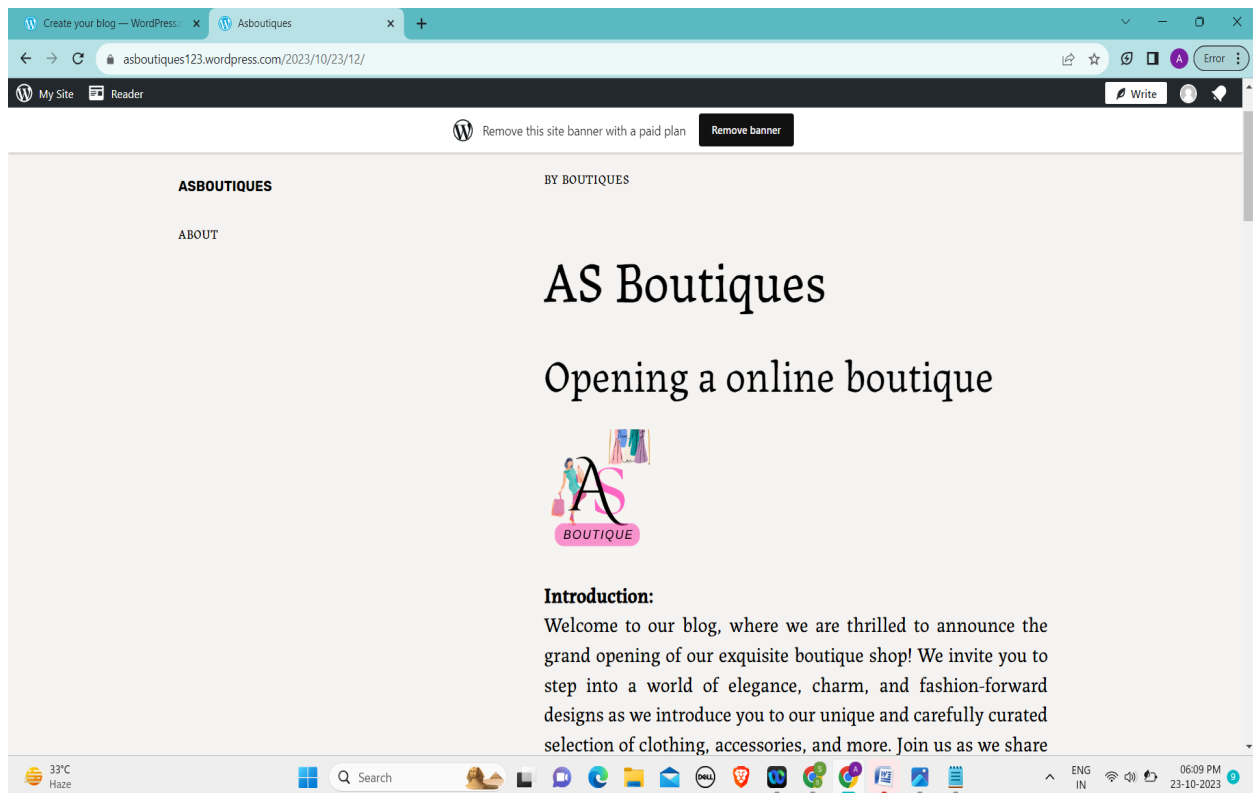 Create your blog — WordPress.
Asboutiques
asboutiques123.wordpress.com/2023/10/23/12/
A
Error
My Site
Reader
Write
Remove this site banner with a paid plan
Remove banner
ASBOUTIQUES
ABOUT
BY BOUTIQUES
AS Boutiques
Opening a online boutique
AS
BOUTIQUE
Introduction:
Welcome to our blog, where we are thrilled to announce the
grand opening of our exquisite boutique shop! We invite you to
step into a world of elegance, charm, and fashion-forward
designs as we introduce you to our unique and carefully curated
selection of clothing, accessories, and more. Join us as we share
33°C
Haze
Search
DELL
ENG
IN
06:09 PM
23-10-2023
9